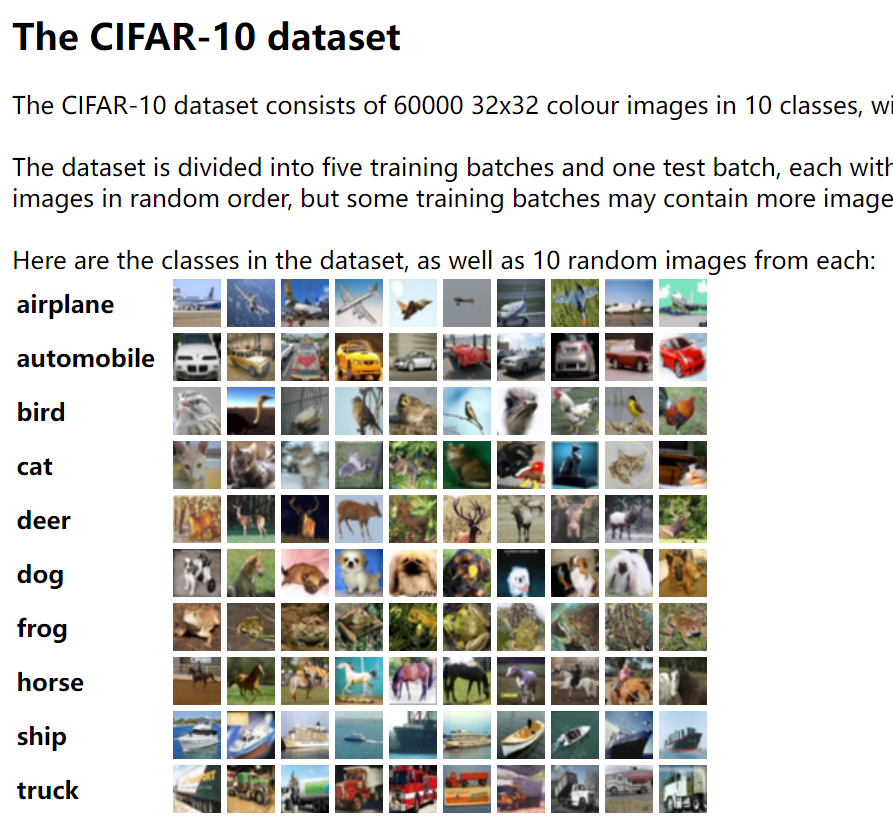 The CIFAR-10 dataset
The CIFAR-10 dataset consists of 60000 32x32 colour images in 10 classes,
The dataset is divided into five training batches and one test batch, each with
images in random order, but some training batches may contain more image
Here are the classes in the dataset, as well as 10 random images from each:
airplane
automobile
bird
cat
deer
dog
frog
horse
ship
truck